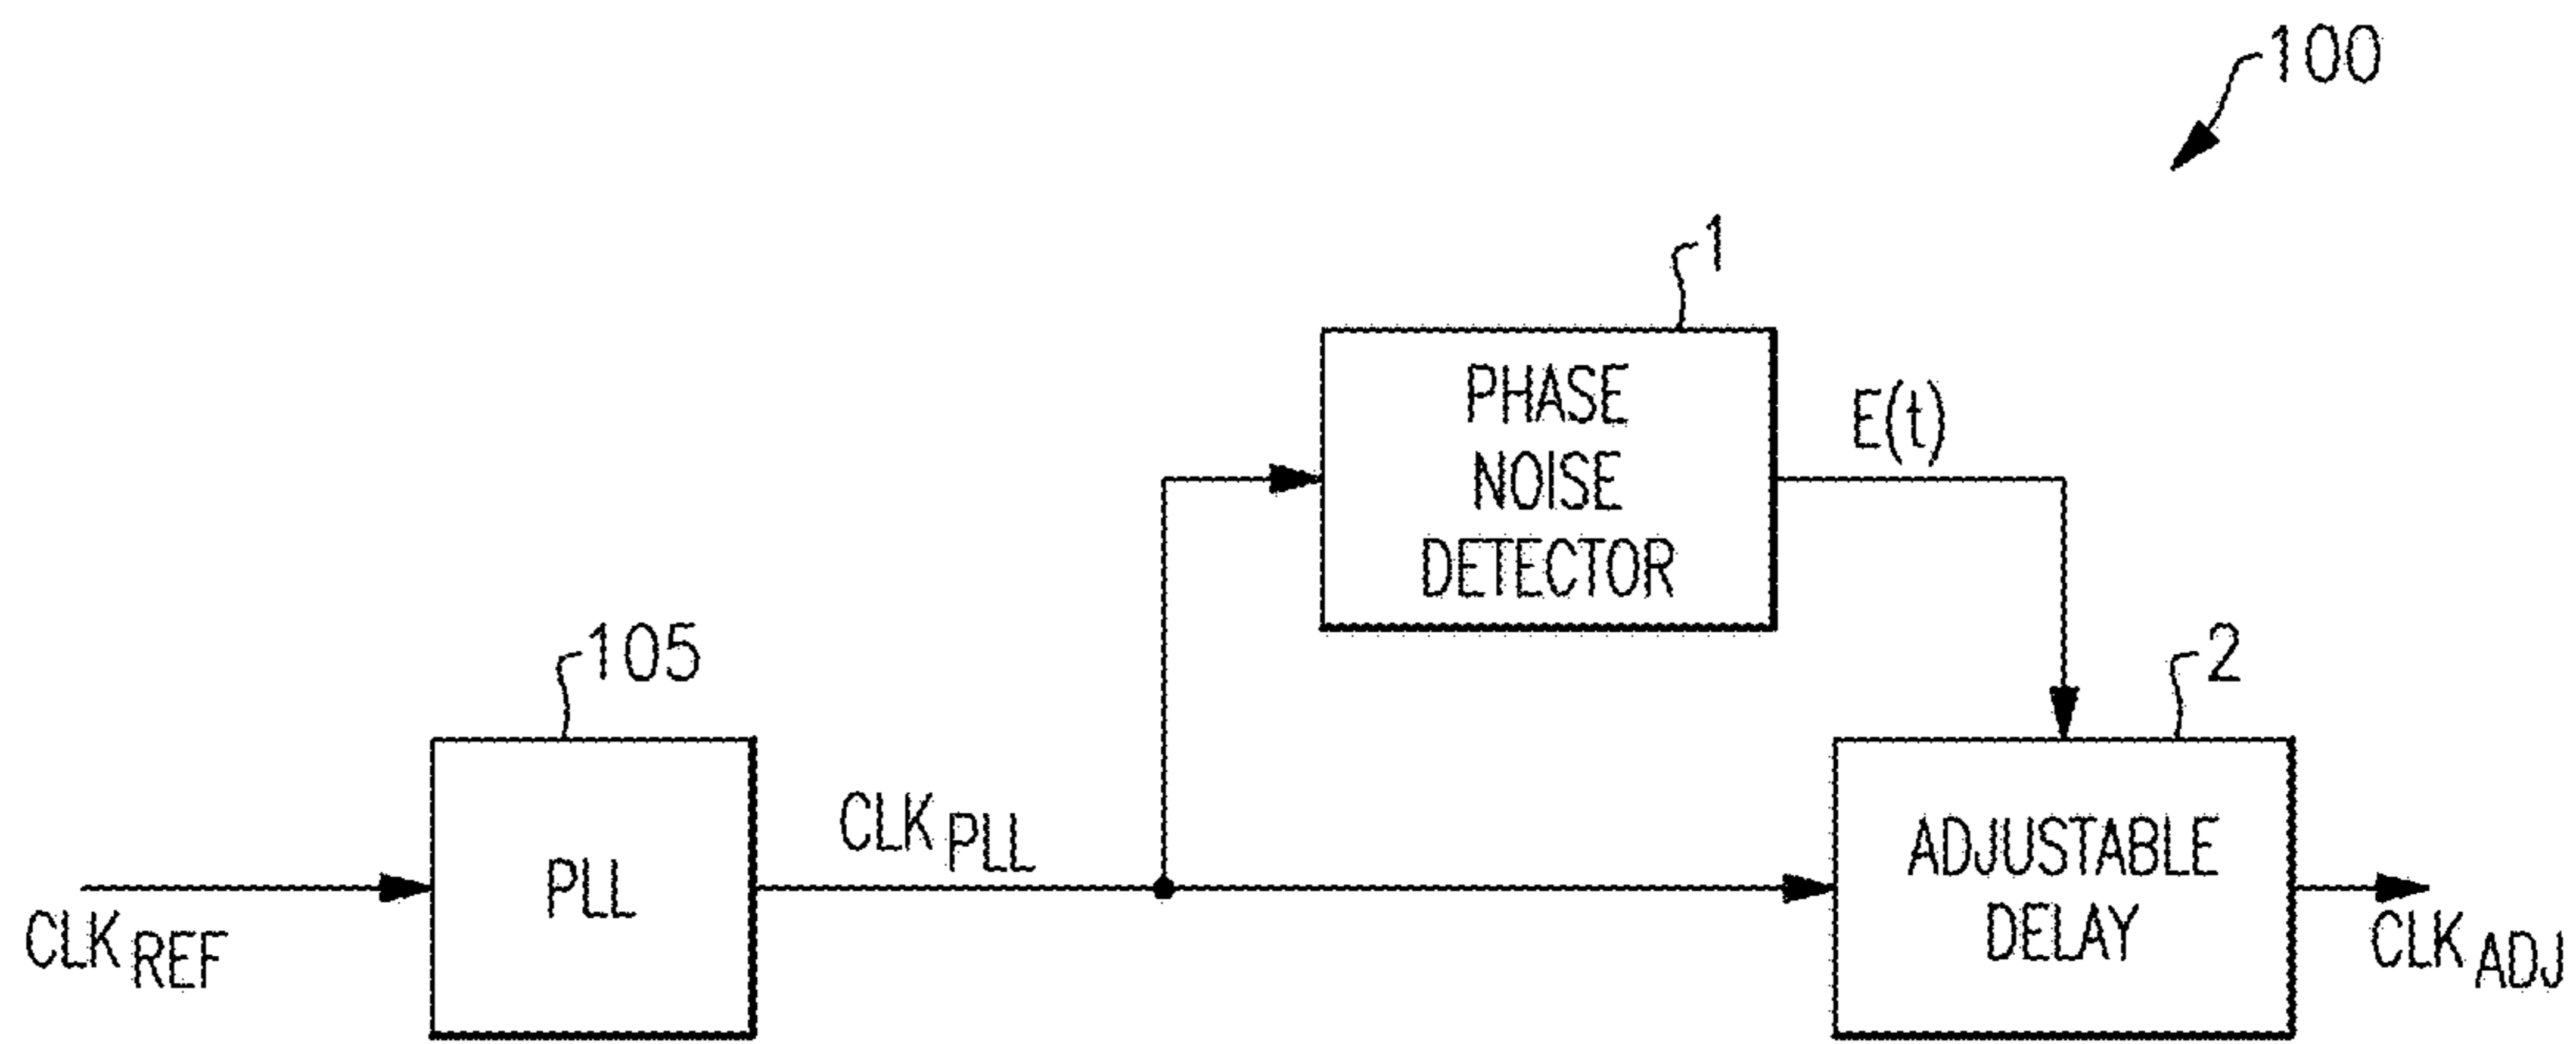 100
1
PHASE
NOISE
DETECTOR
E(t)
105
2
CLK PLL
PLL
ADJUSTABLE
DELAY
CLK REF
CLK ADJ